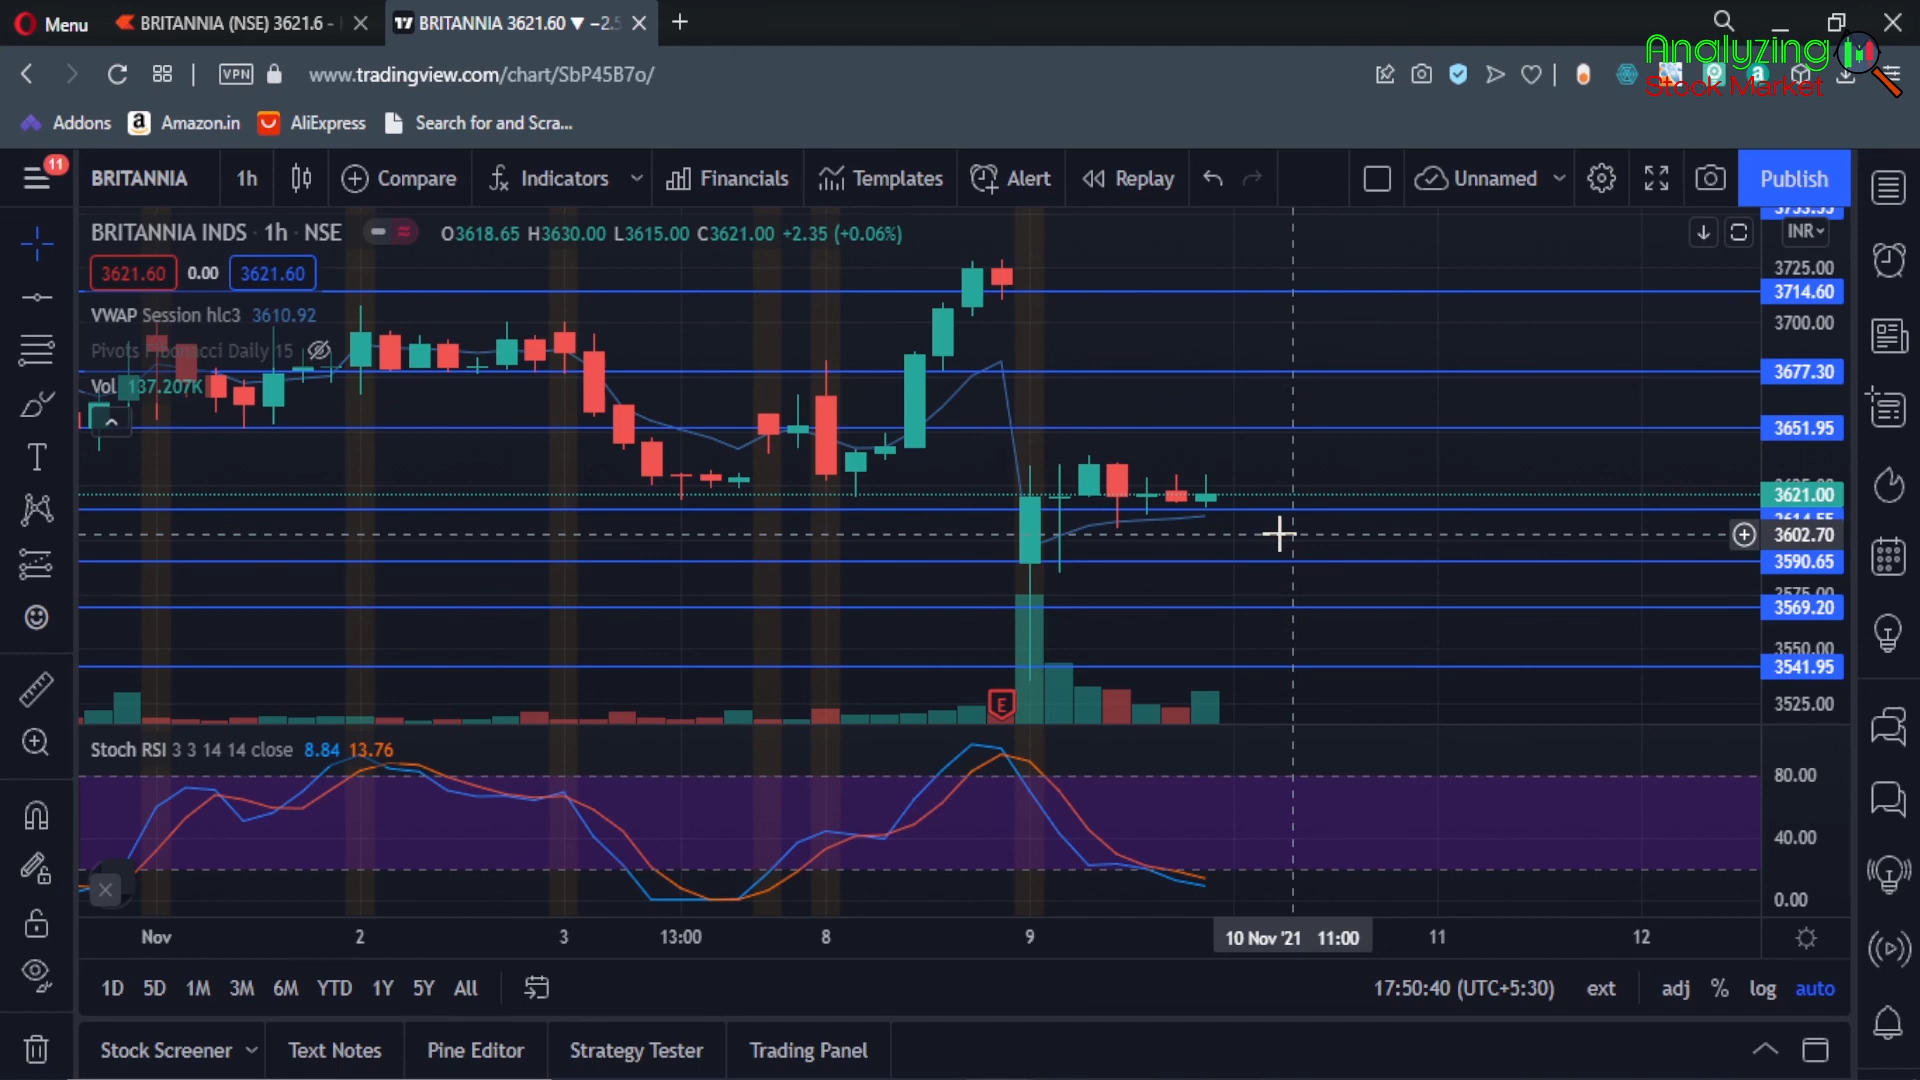 Menu
BRITANNIA (NSE) 3621.6 -
BRITANNIA 3621.60 ▼ −2.5
Analyzing
Stock Market
VPN
www.tradingview.com/chart/SbP45B7o/
Addons
Amazon.in
AliExpress
Search for and Scra...
11
BRITANNIA
1h
Compare
Indicators
Financials
Templates
Alert
Replay
Unnamed
Publish
BRITANNIA INDS · 1h · NSE
O3618.65 H3630.00 L3615.00 C3621.00 +2.35 (+0.06%)
INR
3621.60 0.00 3621.60
VWAP Session hlc3 3610.92
Pivots Fibonacci Daily 15
Vol 137.207K
3725.00
3714.60
3700.00
3677.30
3651.95
3621.00
3602.70
3590.65
3575.00
3569.20
3550.00
3541.95
3525.00
E
Stoch RSI 3 3 14 14 close 8.84 13.76
80.00
40.00
0.00
Nov 2 3 13:00 8 9 10 Nov '21 11:00 11 12
1D 5D 1M 3M 6M YTD 1Y 5Y All
17:50:40 (UTC+5:30) ext adj % log auto
Stock Screener
Text Notes
Pine Editor
Strategy Tester
Trading Panel